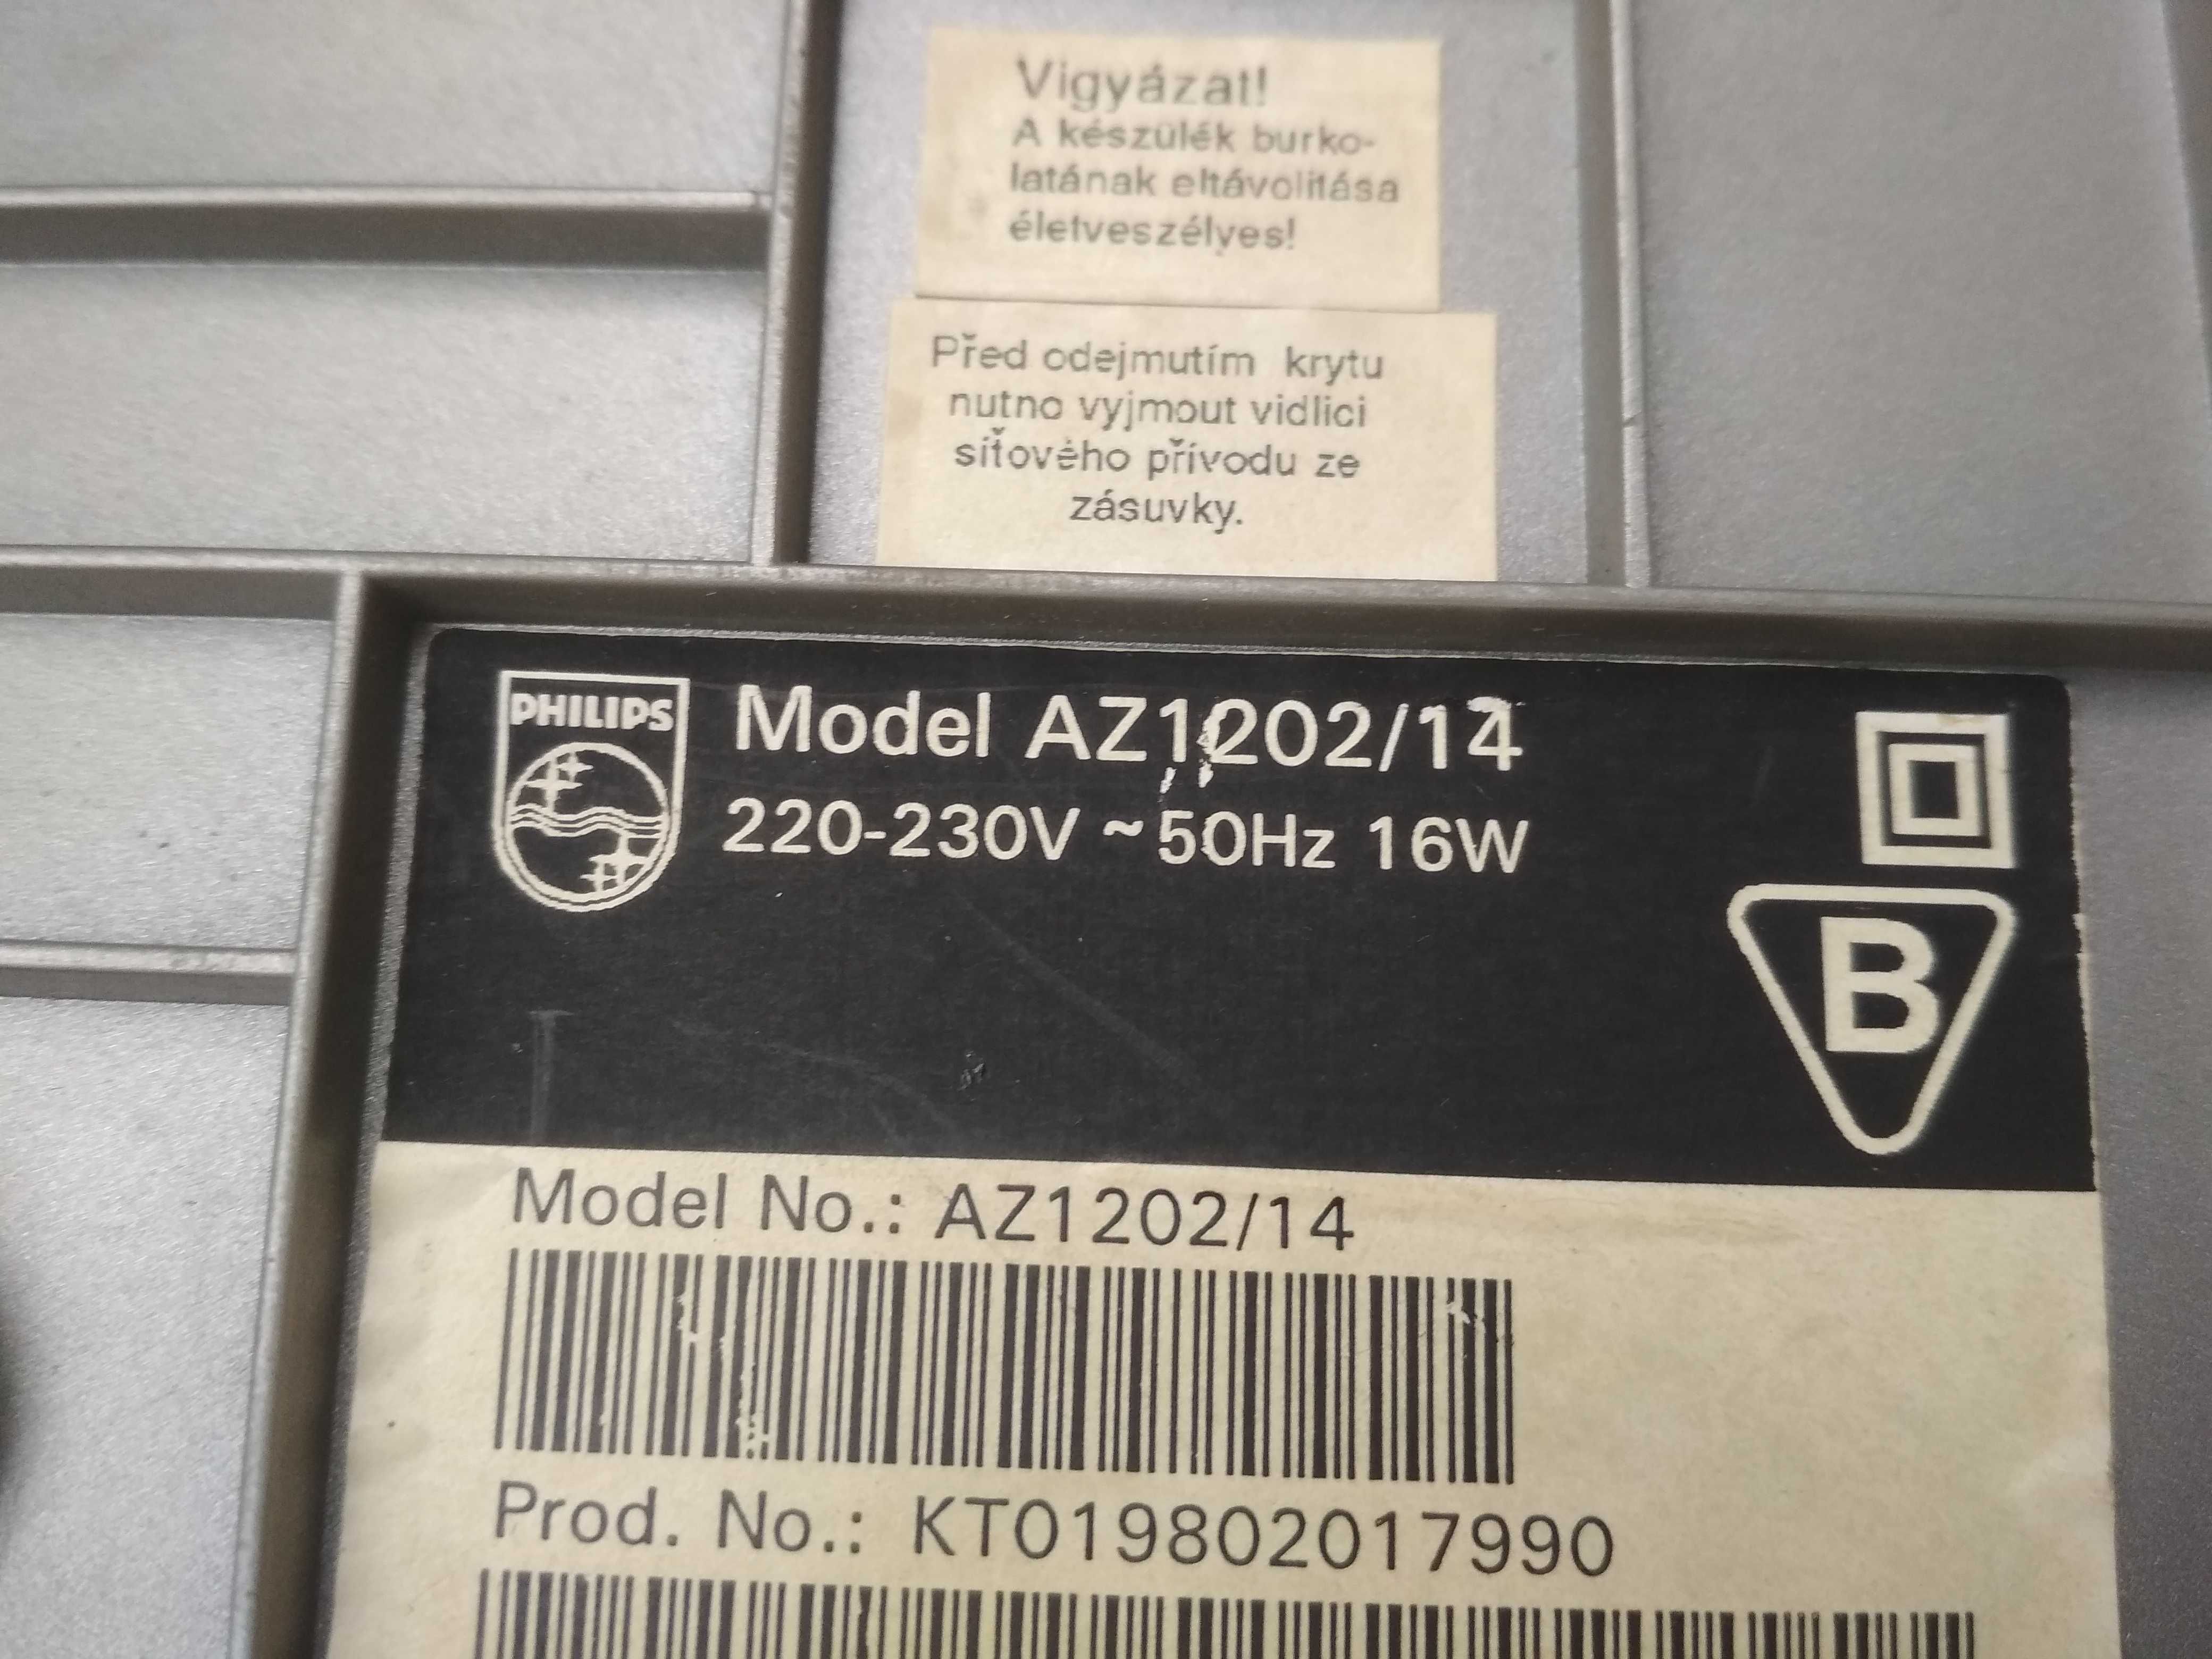 Vigyázat!
A készülék burko-
latának eltávolitása
életveszélyes!
Před odejmutím krytu
nutno vyjmout vidlici
síťového přívodu ze
zásuvky.
PHILIPS
Model AZ1202/14
220-230V ~50Hz 16W
B
Model No.: AZ1202/14
Prod. No.: KT019802017990